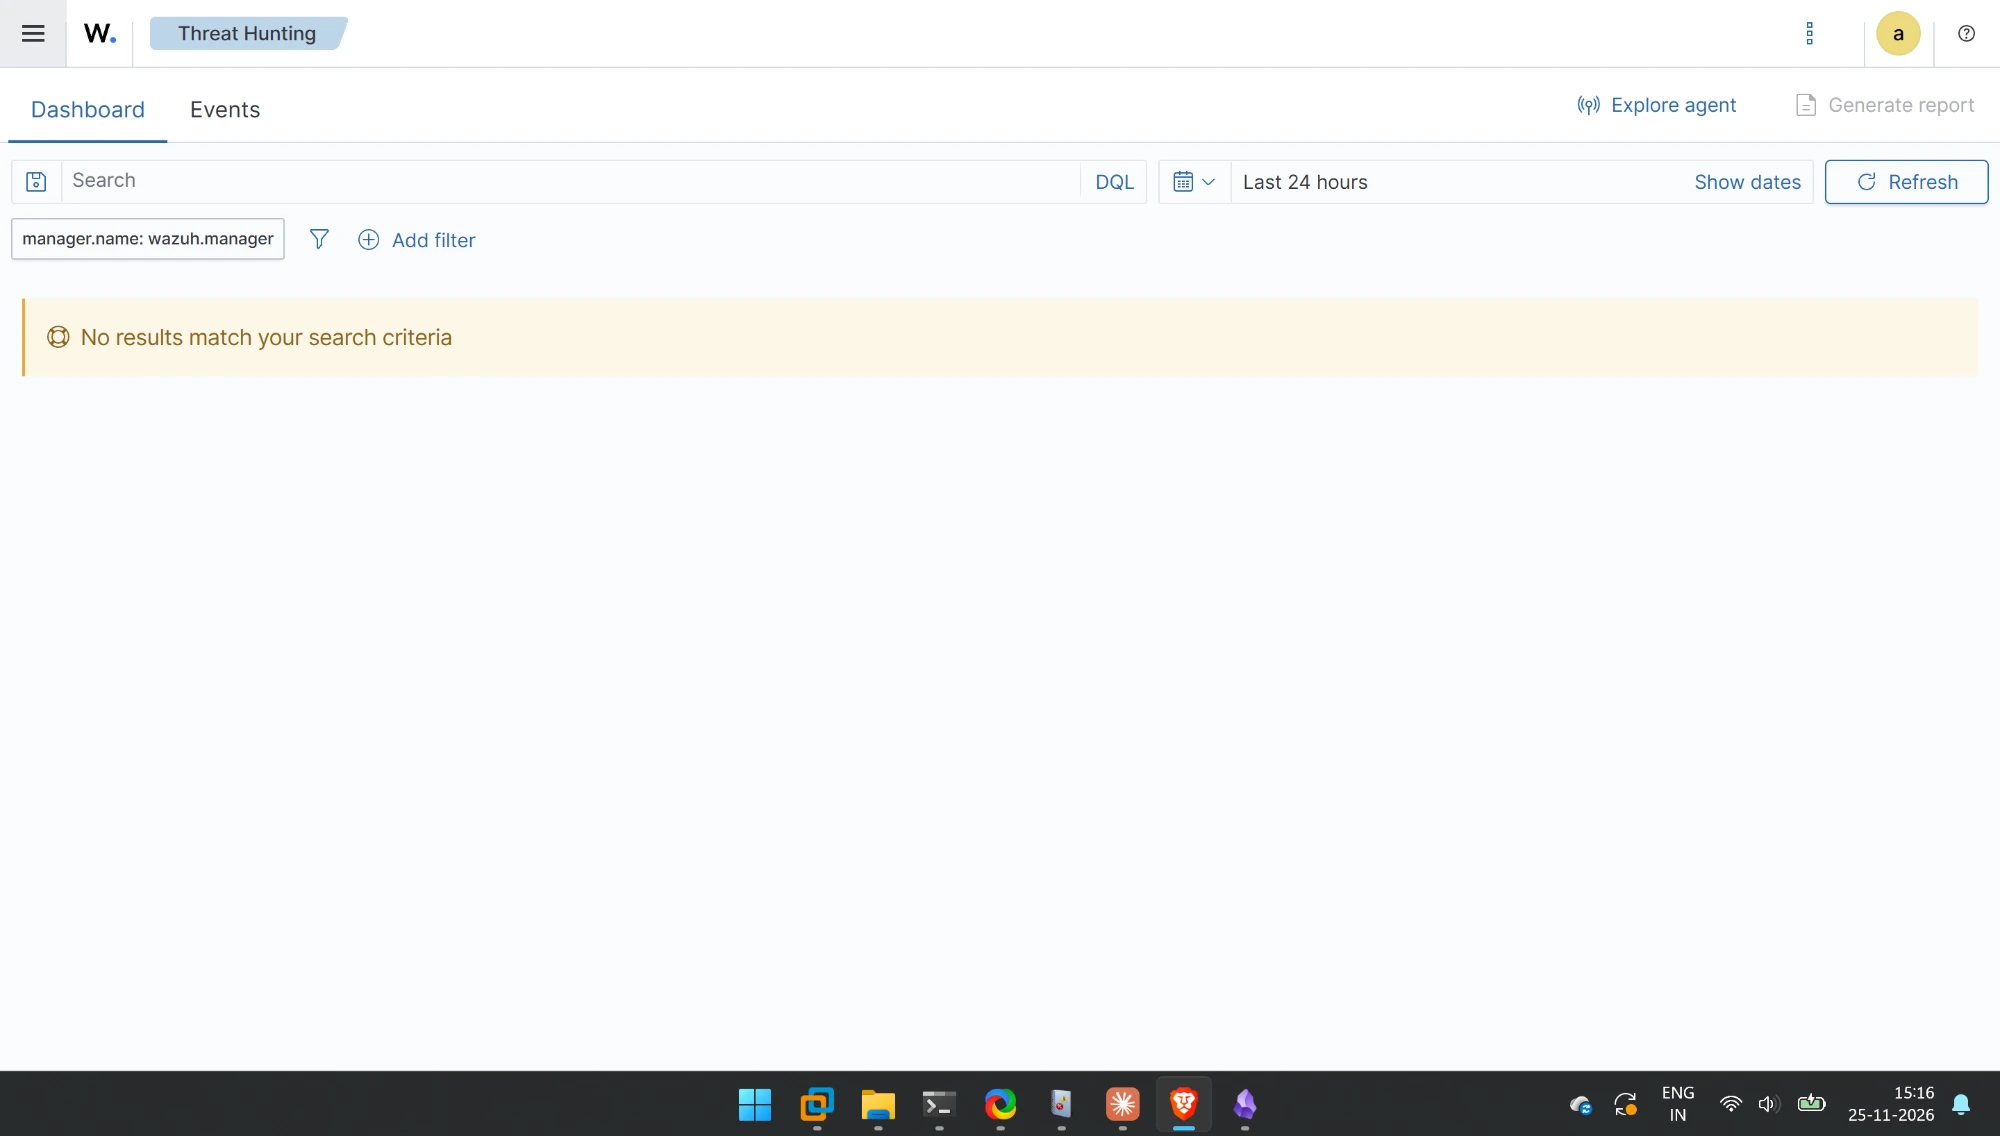 W.
Threat Hunting
a
Dashboard
Events
Explore agent
Generate report
Search
DQL
Last 24 hours
Show dates
Refresh
manager.name: wazuh.manager
Add filter
No results match your search criteria
ENG
IN
15:16
25-11-2026